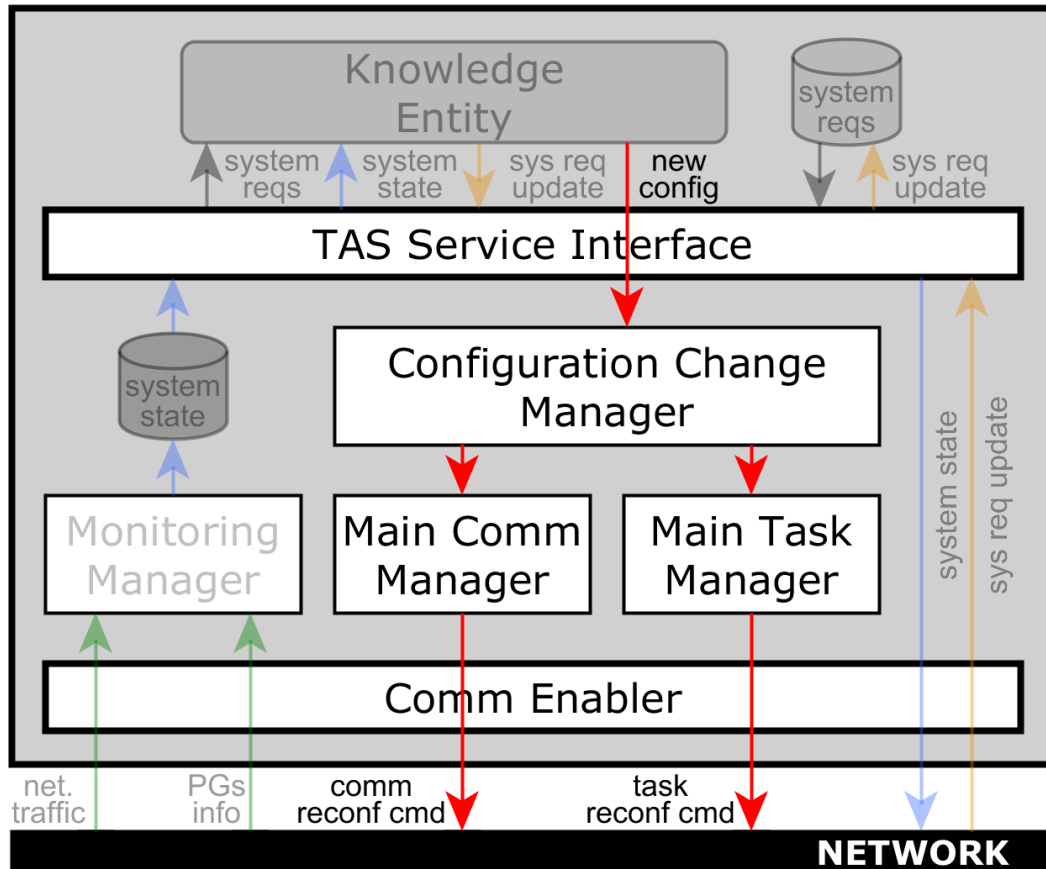 Knowledge
Entity
system
reqs
system
reqs
system
state
sys req
update
new
config
sys req
update
TAS Service Interface
system
state
Configuration Change
Manager
system state
sys req update
Monitoring
Manager
Main Comm
Manager
Main Task
Manager
Comm Enabler
net.
traffic
PGs
info
comm
reconf cmd
task
reconf cmd
NETWORK